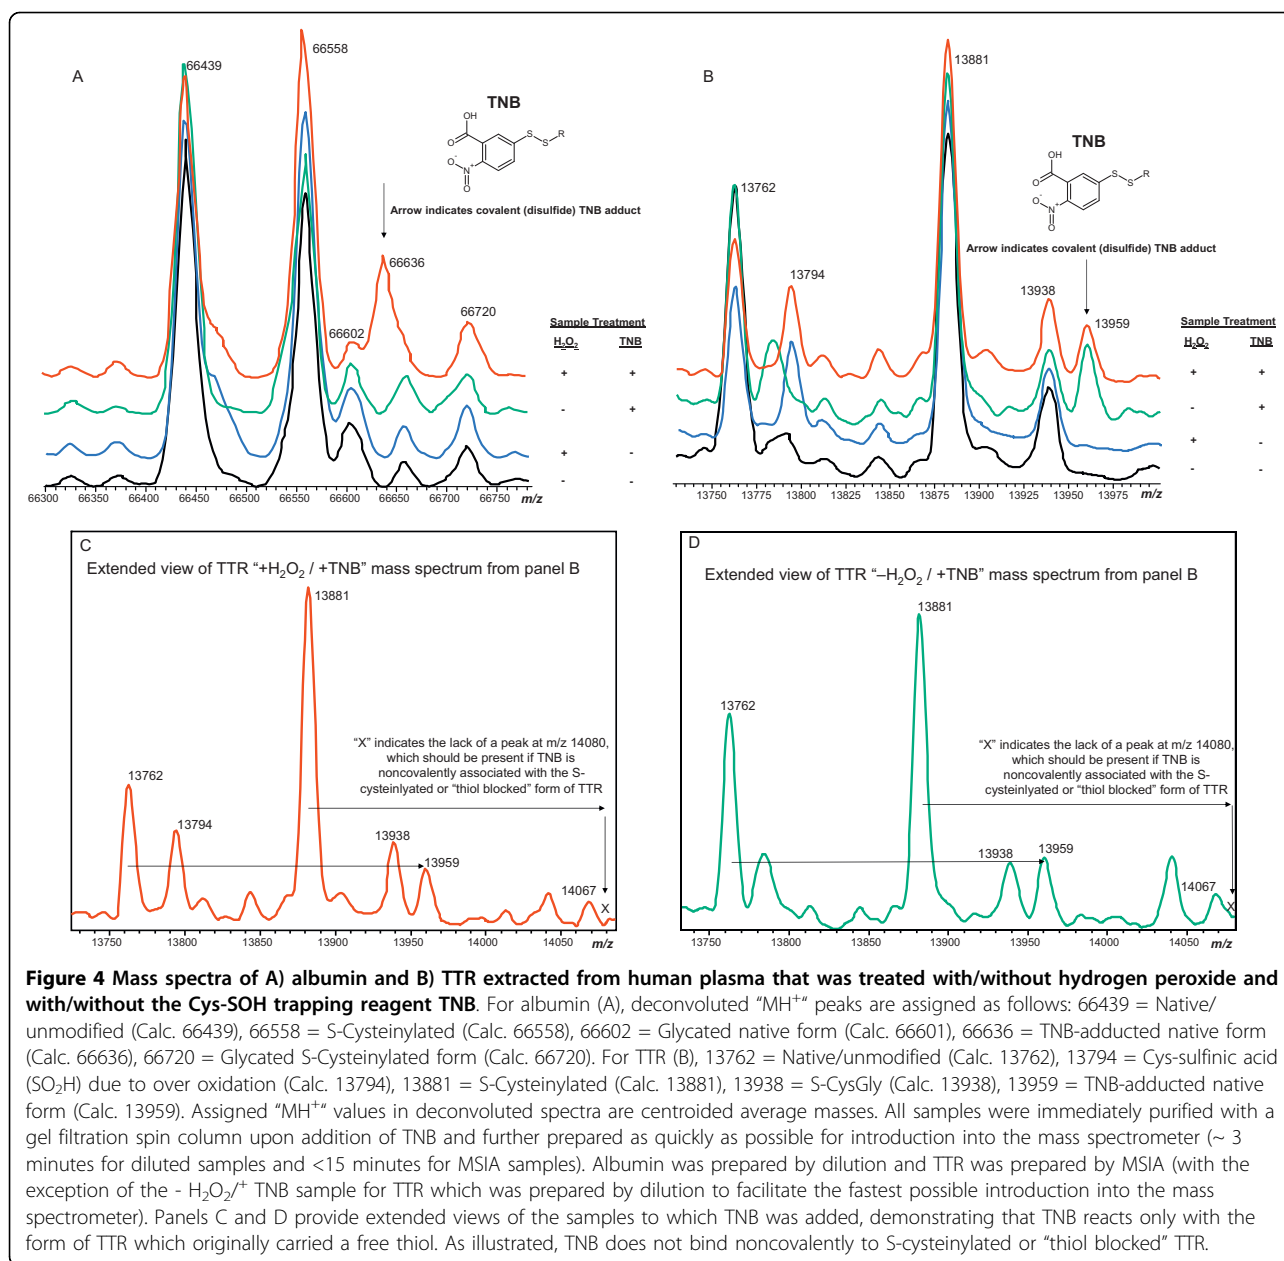 A
66439
66558
TNB
OH
O
S
S
R
O-
N+
O
Arrow indicates covalent (disulfide) TNB adduct
66636
66602
66720
Sample Treatment
H2O2 TNB
+ +
- +
+ -
- -
66300 66350 66400 66450 66500 66550 66600 66650 66700 66750 m/z
B
13881
TNB
OH
O
S
S
R
O-
N+
O
13762
Arrow indicates covalent (disulfide) TNB adduct
13794
13938
13959
Sample Treatment
H2O2 TNB
+ +
- +
+ -
- -
13750 13775 13800 13825 13850 13875 13900 13925 13950 13975 m/z
C
Extended view of TTR "+H2O2 / +TNB" mass spectrum from panel B
13881
"X" indicates the lack of a peak at m/z 14080,
which should be present if TNB is
noncovalently associated with the S-
cysteinlyated or "thiol blocked" form of TTR
13762
13794
13938
13959
14067
X
13750 13800 13850 13900 13950 14000 14050 m/z
D
Extended view of TTR "–H2O2 / +TNB" mass spectrum from panel B
13881
13762
"X" indicates the lack of a peak at m/z 14080,
which should be present if TNB is
noncovalently associated with the S-
cysteinlyated or "thiol blocked" form of TTR
13938
13959
14067
X
13750 13800 13850 13900 13950 14000 14050 m/z
Figure 4 Mass spectra of A) albumin and B) TTR extracted from human plasma that was treated with/without hydrogen peroxide and
with/without the Cys-SOH trapping reagent TNB. For albumin (A), deconvoluted "MH+" peaks are assigned as follows: 66439 = Native/
unmodified (Calc. 66439), 66558 = S-Cysteinylated (Calc. 66558), 66602 = Glycated native form (Calc. 66601), 66636 = TNB-adducted native form
(Calc. 66636), 66720 = Glycated S-Cysteinylated form (Calc. 66720). For TTR (B), 13762 = Native/unmodified (Calc. 13762), 13794 = Cys-sulfinic acid
(SO2H) due to over oxidation (Calc. 13794), 13881 = S-Cysteinylated (Calc. 13881), 13938 = S-CysGly (Calc. 13938), 13959 = TNB-adducted native
form (Calc. 13959). Assigned "MH+" values in deconvoluted spectra are centroided average masses. All samples were immediately purified with a
gel filtration spin column upon addition of TNB and further prepared as quickly as possible for introduction into the mass spectrometer (~ 3
minutes for diluted samples and <15 minutes for MSIA samples). Albumin was prepared by dilution and TTR was prepared by MSIA (with the
exception of the - H2O2/+ TNB sample for TTR which was prepared by dilution to facilitate the fastest possible introduction into the mass
spectrometer). Panels C and D provide extended views of the samples to which TNB was added, demonstrating that TNB reacts only with the
form of TTR which originally carried a free thiol. As illustrated, TNB does not bind noncovalently to S-cysteinylated or "thiol blocked" TTR.